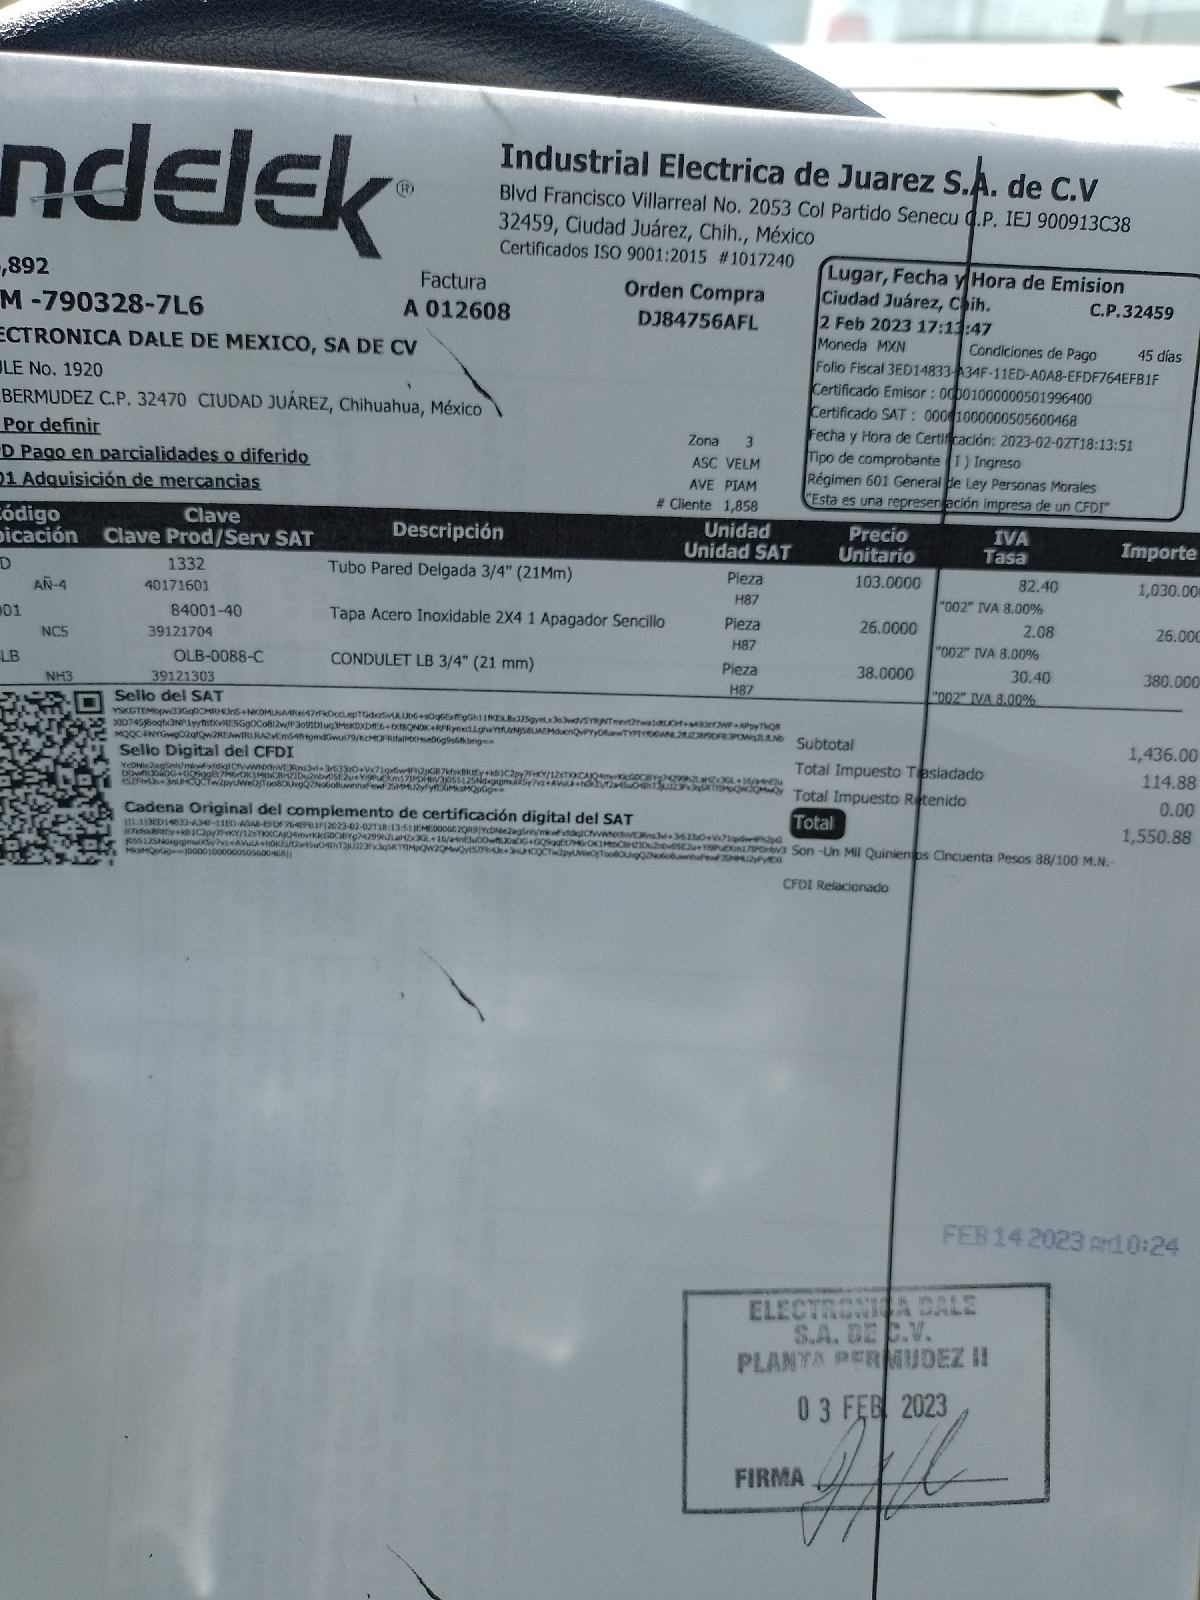 ndelek®
Industrial Electrica de Juarez S.A. de C.V
Blvd Francisco Villarreal No. 2053 Col Partido Senecu C.P. IEJ 900913C38
32459, Ciudad Juárez, Chih., México
Certificados ISO 9001:2015 #1017240
,892
M -790328-7L6
Factura
A 012608
Orden Compra
DJ84756AFL
Lugar, Fecha y Hora de Emision
Ciudad Juárez, Chih. C.P.32459
2 Feb 2023 17:13:47
Moneda MXN Condiciones de Pago 45 días
Folio Fiscal 3ED14833-A34F-11ED-A0A8-EFDF764EFB1F
Certificado Emisor : 00001000000501996400
Certificado SAT : 00001000000505600468
Fecha y Hora de Certificación: 2023-02-02T18:13:51
Tipo de comprobante ( I ) Ingreso
Régimen 601 General de Ley Personas Morales
"Esta es una representación impresa de un CFDI"
ECTRONICA DALE DE MEXICO, SA DE CV
LE No. 1920
BERMUDEZ C.P. 32470 CIUDAD JUÁREZ, Chihuahua, México
Por definir
D Pago en parcialidades o diferido
01 Adquisición de mercancias
Zona 3
ASC VELM
AVE PIAM
# Cliente 1,858
ódigo Clave Descripción Unidad Precio IVA Importe
bicación Clave Prod/Serv SAT Unidad SAT Unitario Tasa
D 1332 Tubo Pared Delgada 3/4" (21Mm) Pieza 103.0000 82.40 1,030.00
AÑ-4 40171601 H87 "002" IVA 8.00%
001 84001-40 Tapa Acero Inoxidable 2X4 1 Apagador Sencillo Pieza 26.0000 2.08 26.000
NC5 39121704 H87 "002" IVA 8.00%
LB OLB-0088-C CONDULET LB 3/4" (21 mm) Pieza 38.0000 30.40 380.000
NH3 39121303 H87 "002" IVA 8.00%
Sello del SAT
Sello Digital del CFDI
Cadena Original del complemento de certificación digital del SAT
Subtotal 1,436.00
Total Impuesto Trasladado 114.88
Total Impuesto Retenido 0.00
Total 1,550.88
Son -Un Mil Quinientos Cincuenta Pesos 88/100 M.N.-
CFDI Relacionado
FEB 14 2023 AM10:24
ELECTRONICA DALE
S.A. DE C.V.
PLANTA BERMUDEZ II
03 FEB. 2023
FIRMA